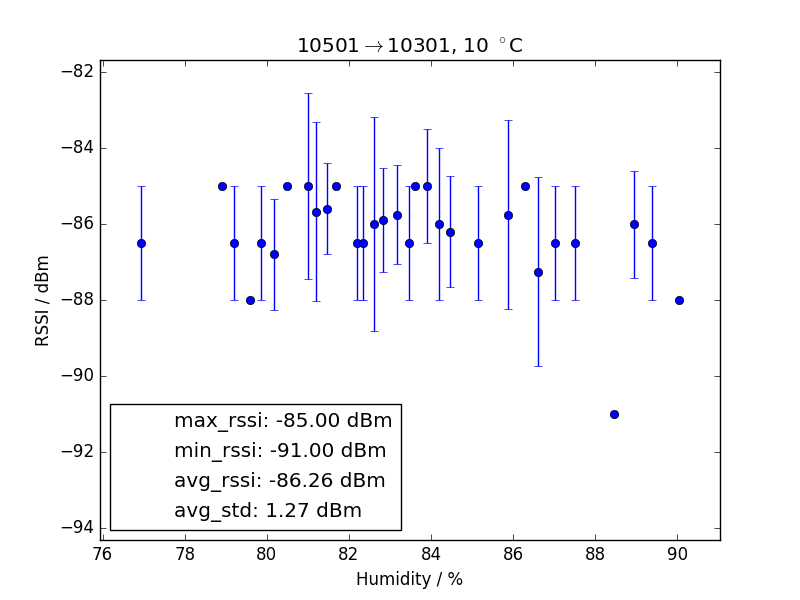 10501→10301, 10 °C
−82
−84
−86
−88
−90
−92
−94
RSSI / dBm
max_rssi: -85.00 dBm
min_rssi: -91.00 dBm
avg_rssi: -86.26 dBm
avg_std: 1.27 dBm
76 78 80 82 84 86 88 90
Humidity / %